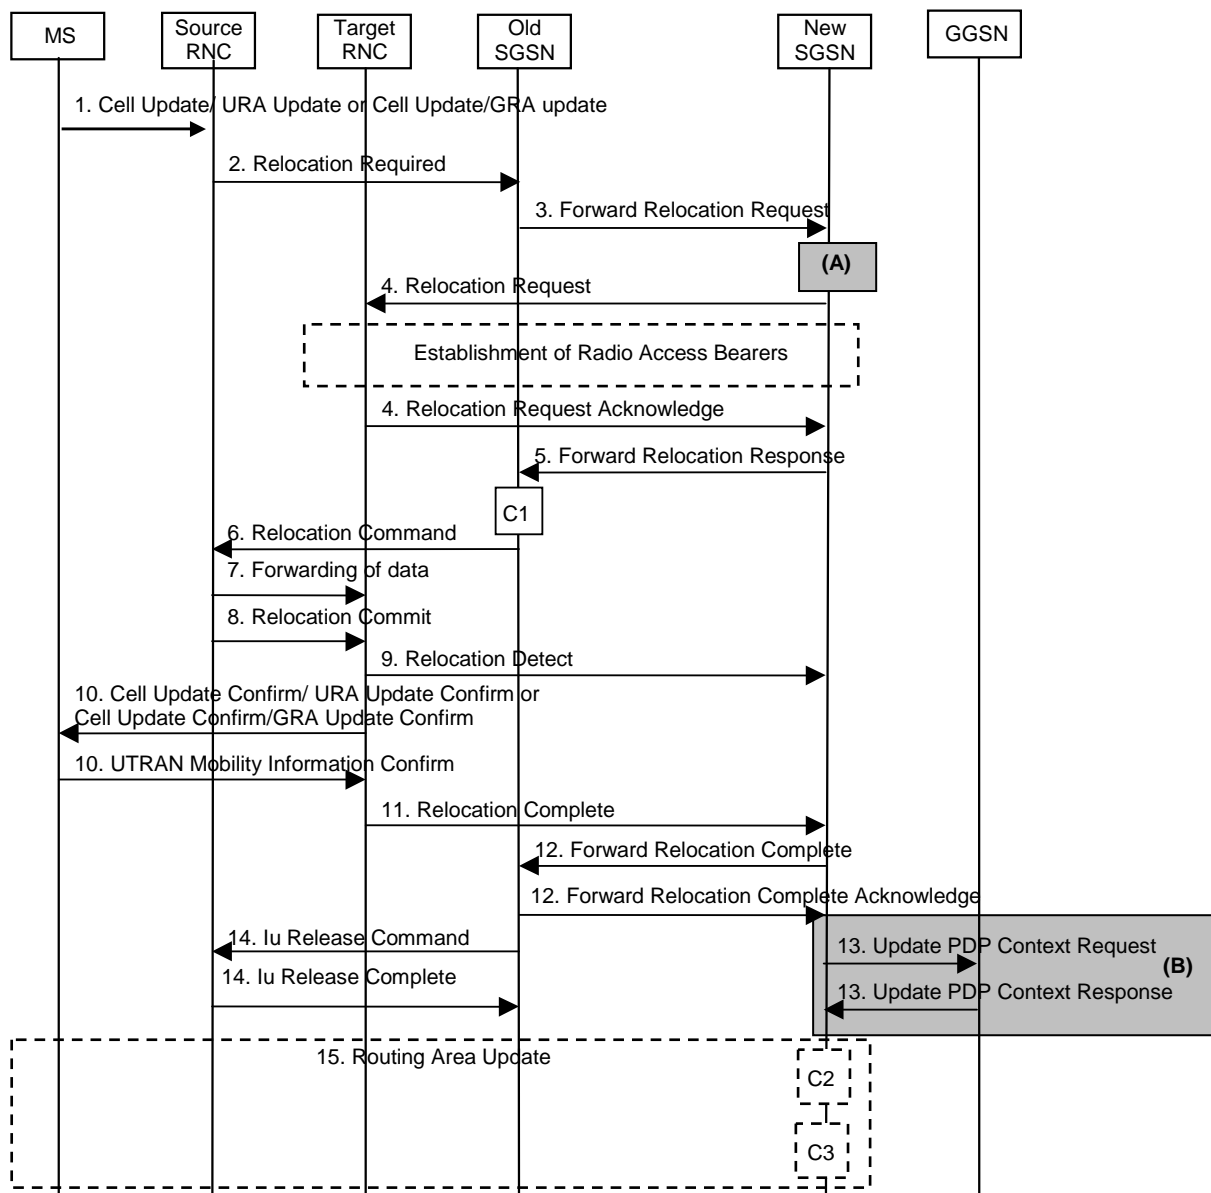 MS
Source
RNC
Target
RNC
Old
SGSN
New
SGSN
GGSN
1. Cell Update/ URA Update or Cell Update/GRA update
2. Relocation Required
3. Forward Relocation Request
(A)
4. Relocation Request
Establishment of Radio Access Bearers
4. Relocation Request Acknowledge
5. Forward Relocation Response
C1
6. Relocation Command
7. Forwarding of data
8. Relocation Commit
9. Relocation Detect
10. Cell Update Confirm/ URA Update Confirm or
Cell Update Confirm/GRA Update Confirm
10. UTRAN Mobility Information Confirm
11. Relocation Complete
12. Forward Relocation Complete
12. Forward Relocation Complete Acknowledge
14. Iu Release Command
13. Update PDP Context Request
(B)
14. Iu Release Complete
13. Update PDP Context Response
15. Routing Area Update
C2
C3